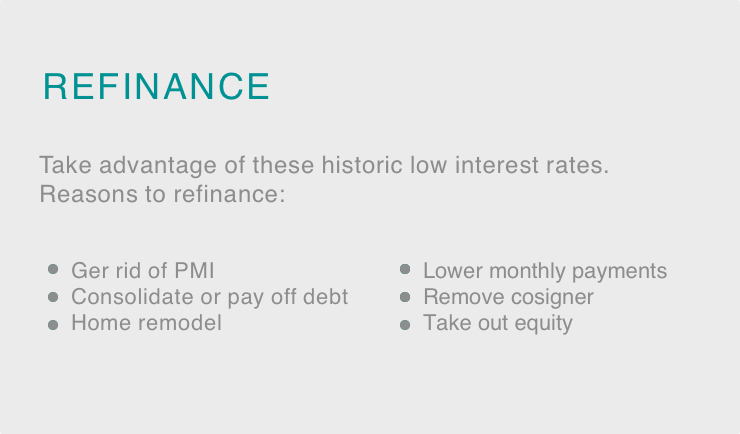 REFINANCE
Take advantage of these historic low interest rates.
Reasons to refinance:
Ger rid of PMI
Consolidate or pay off debt
Home remodel
Lower monthly payments
Remove cosigner
Take out equity